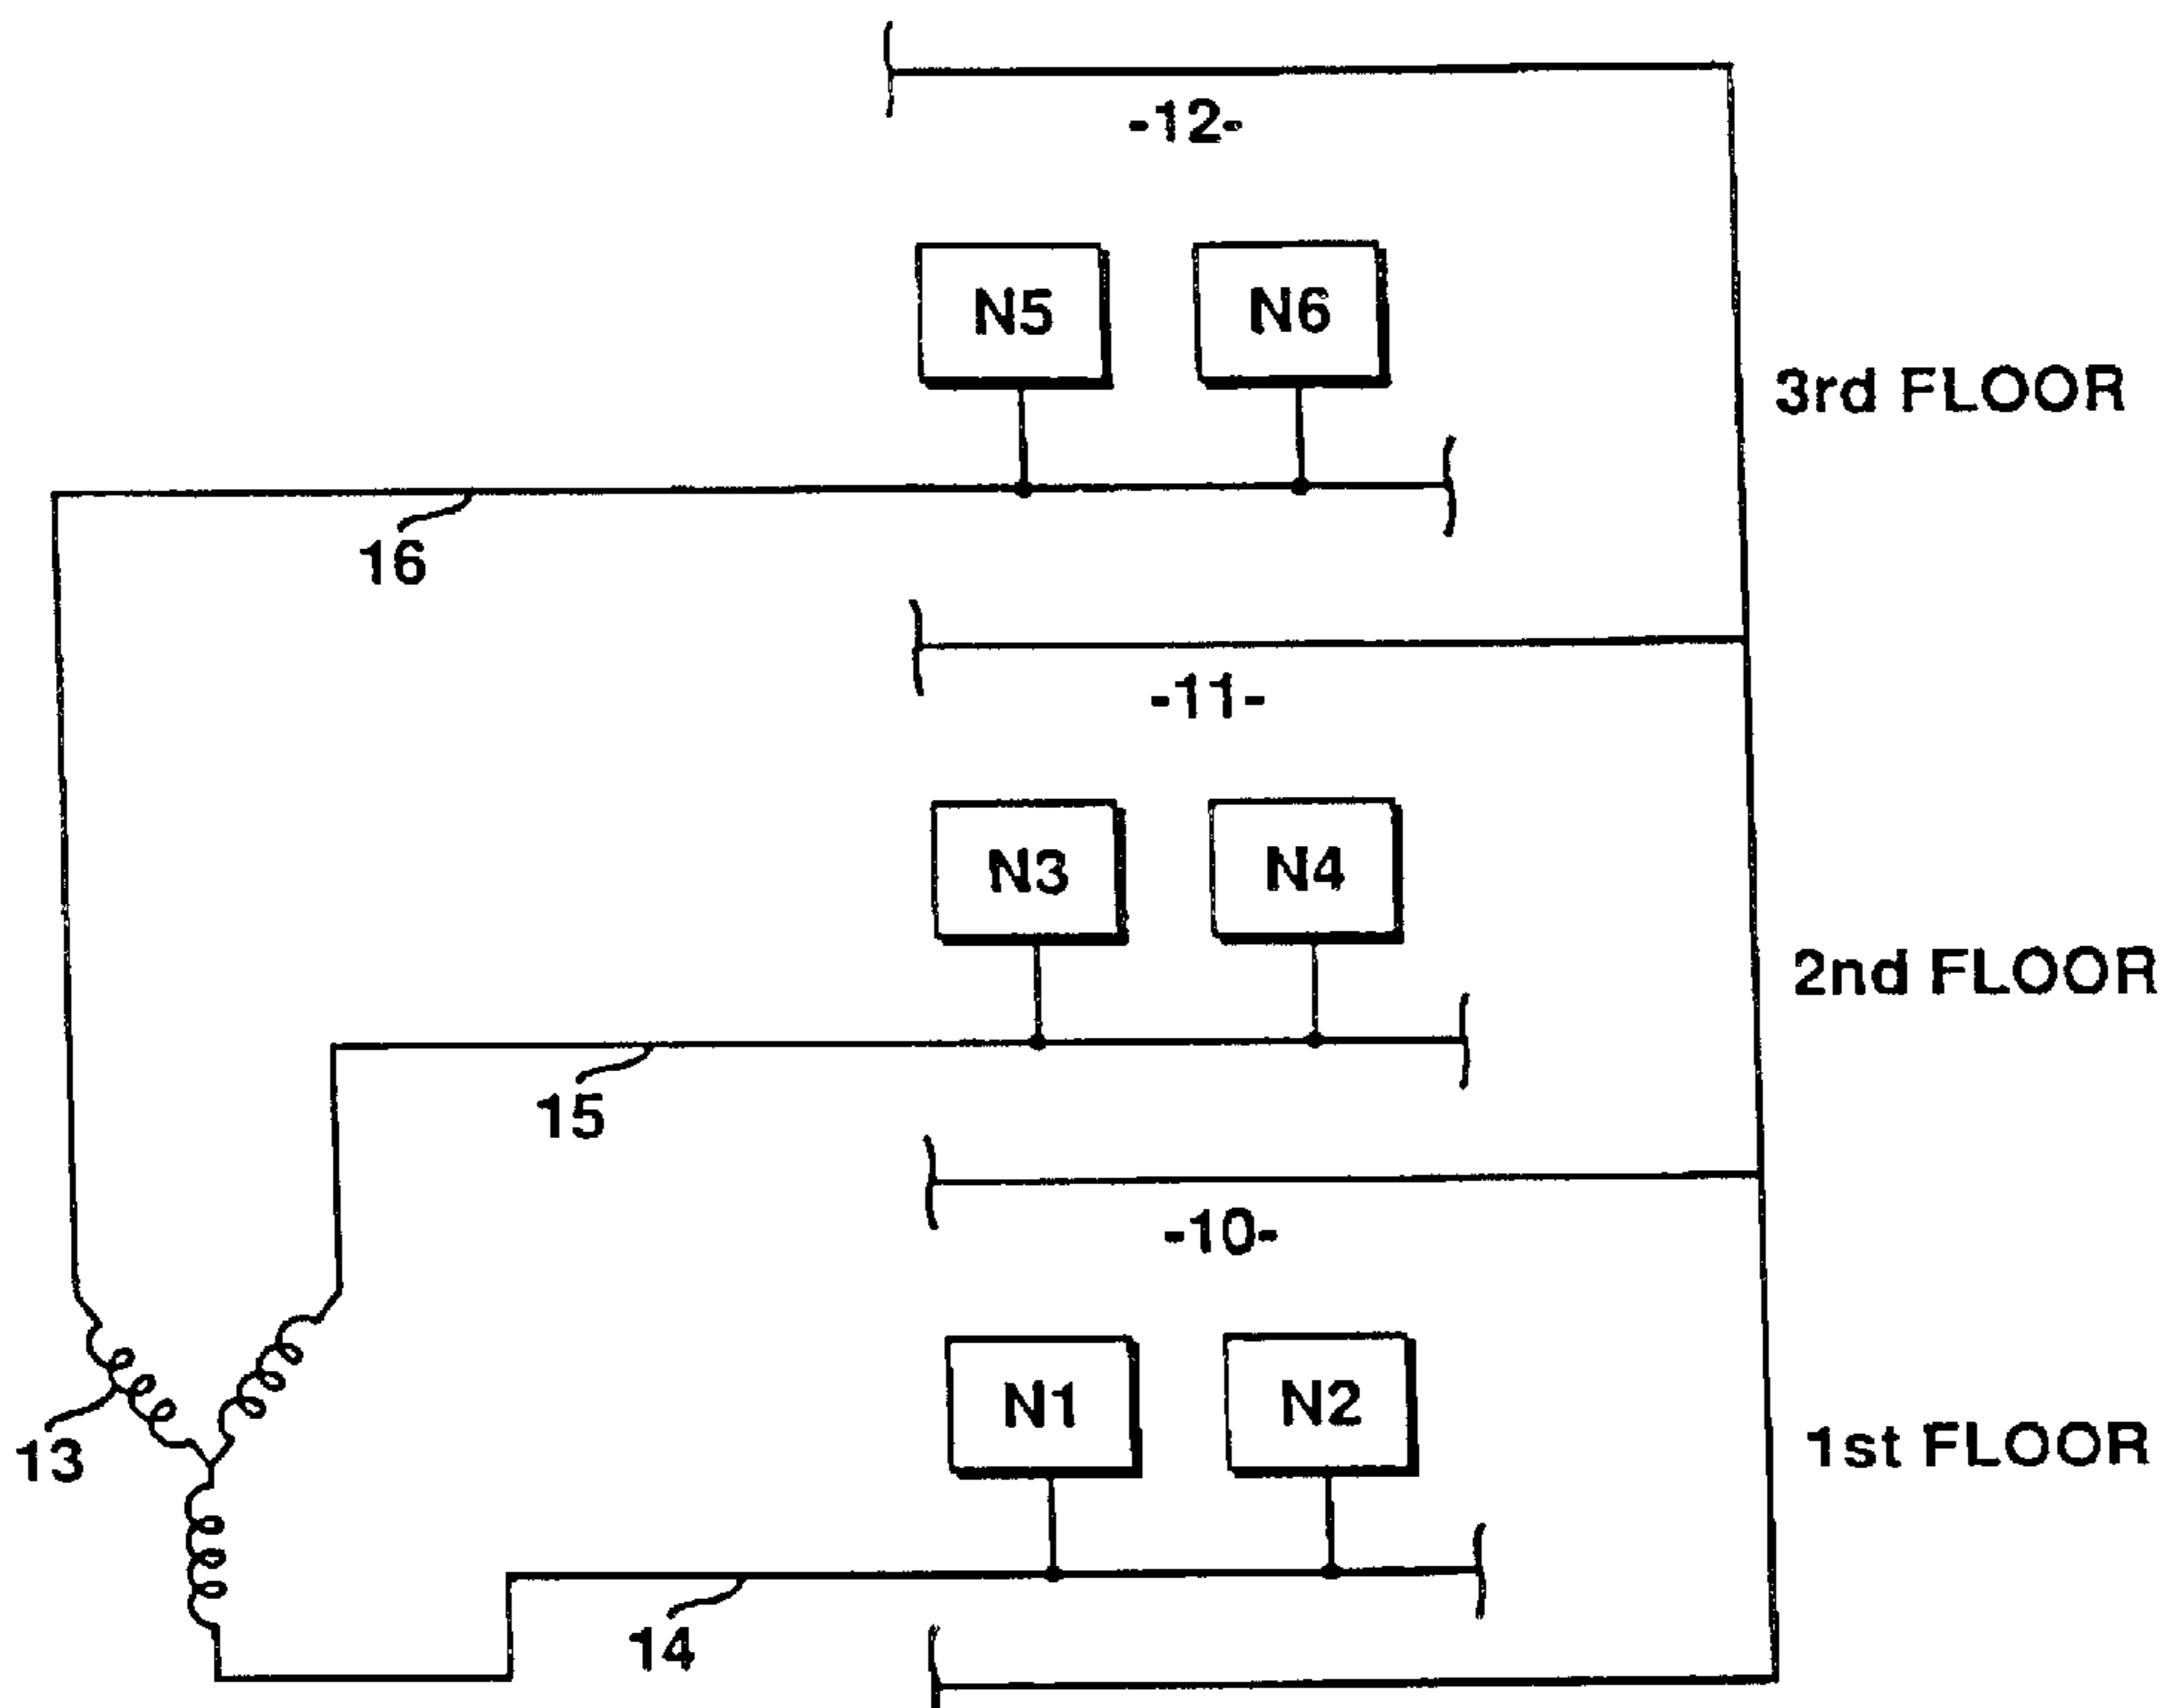 -12-
N5 N6
3rd FLOOR
16
-11-
N3 N4
2nd FLOOR
15
-10-
N1 N2
13
1st FLOOR
14